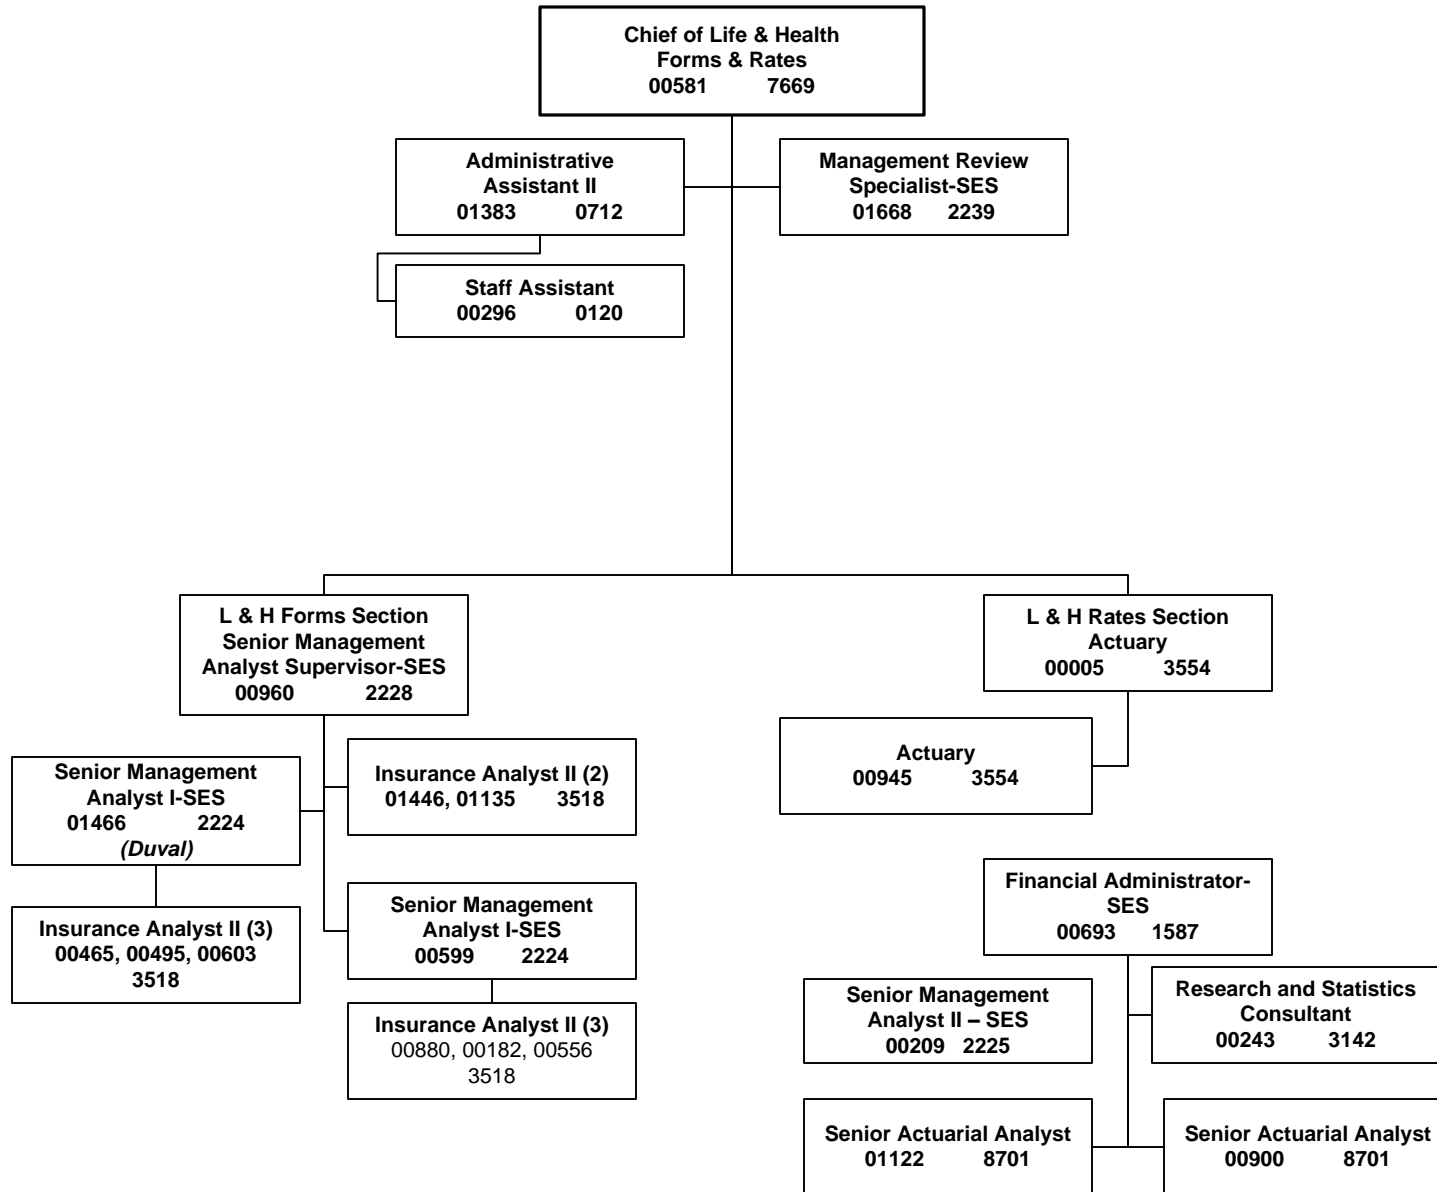 Chief of Life & Health
Forms & Rates
00581 7669
Administrative
Assistant II
01383 0712
Management Review
Specialist-SES
01668 2239
Staff Assistant
00296 0120
L & H Forms Section
Senior Management
Analyst Supervisor-SES
00960 2228
L & H Rates Section
Actuary
00005 3554
Senior Management
Analyst I-SES
01466 2224
(Duval)
Insurance Analyst II (2)
01446, 01135 3518
Actuary
00945 3554
Insurance Analyst II (3)
00465, 00495, 00603
3518
Senior Management
Analyst I-SES
00599 2224
Insurance Analyst II (3)
00880, 00182, 00556
3518
Financial Administrator-
SES
00693 1587
Senior Management
Analyst II – SES
00209 2225
Research and Statistics
Consultant
00243 3142
Senior Actuarial Analyst
01122 8701
Senior Actuarial Analyst
00900 8701